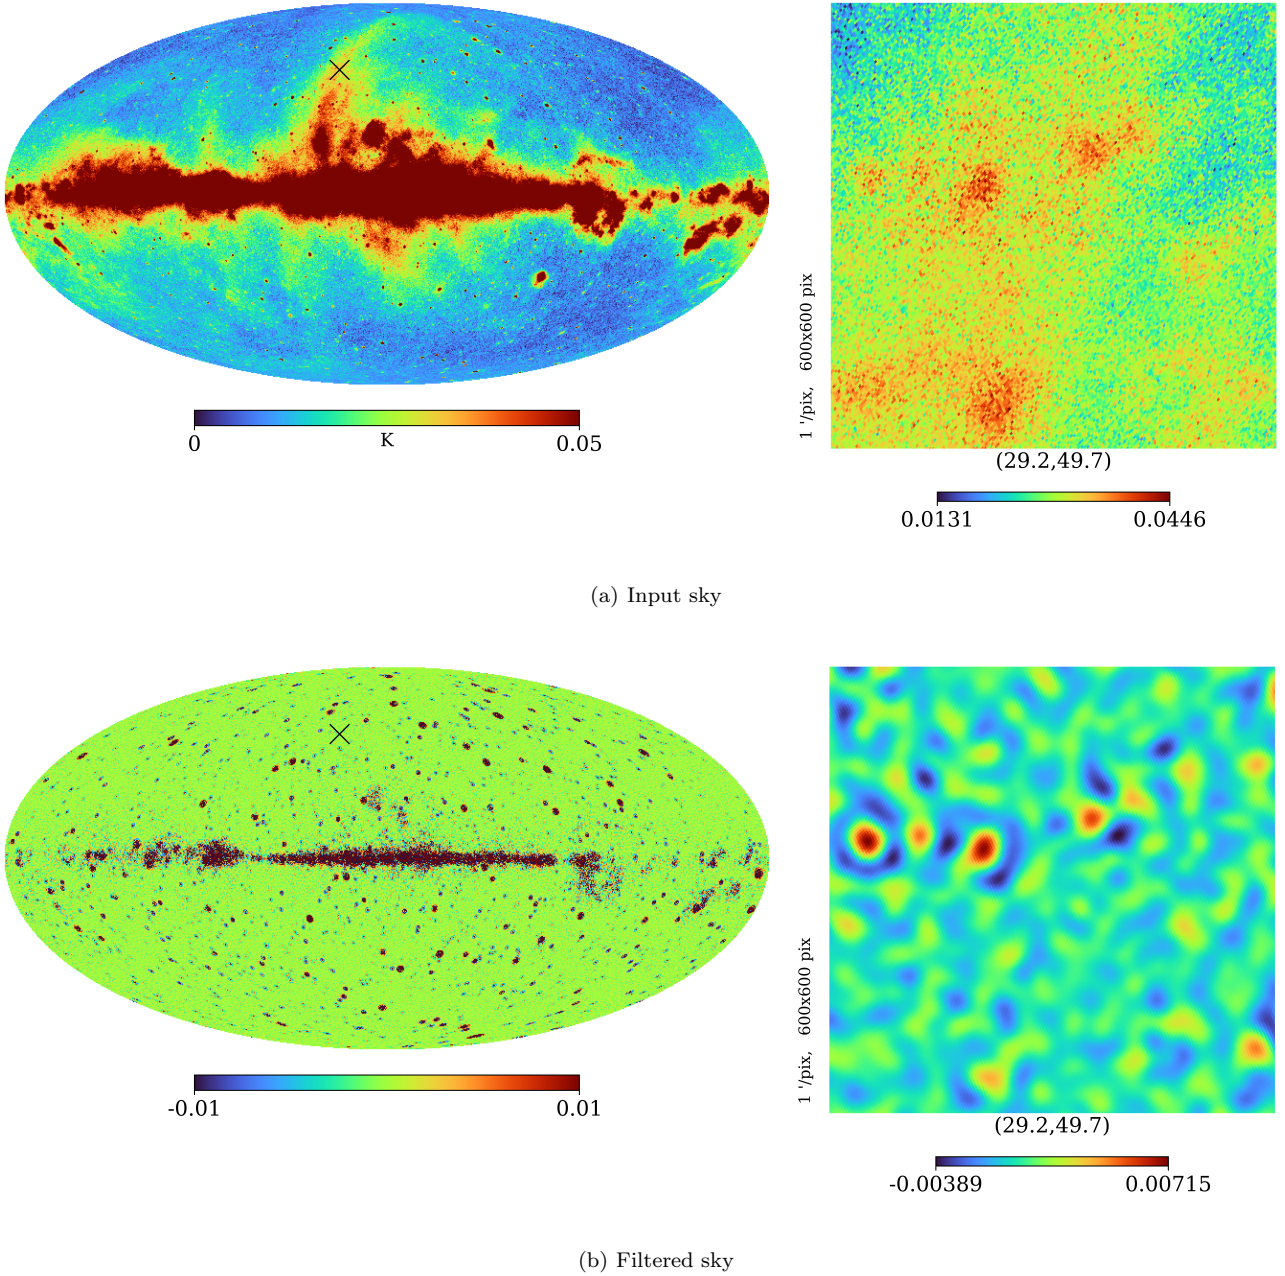 0
K
0.05
1 '/pix,   600x600 pix
(29.2,49.7)
0.0131
0.0446
(a) Input sky
-0.01
0.01
1 '/pix,   600x600 pix
(29.2,49.7)
-0.00389
0.00715
(b) Filtered sky